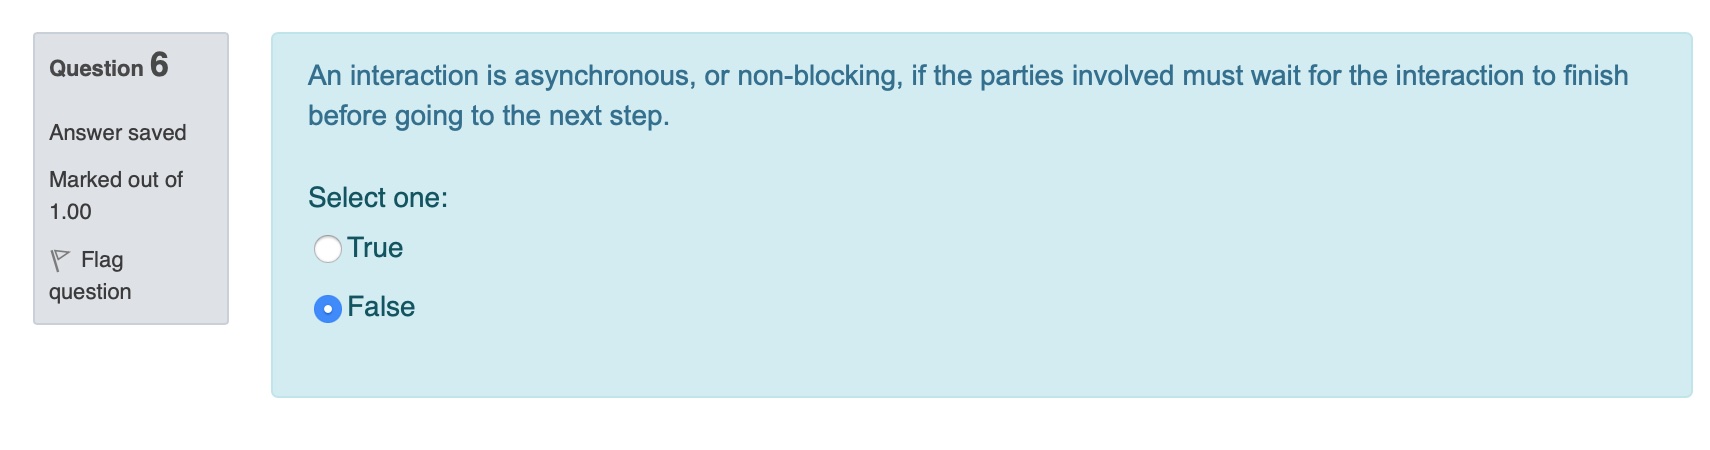 Question 6
Answer saved
Marked out of
1.00
Flag
question
An interaction is asynchronous, or non-blocking, if the parties involved must wait for the interaction to finish
before going to the next step.
Select one:
True
False